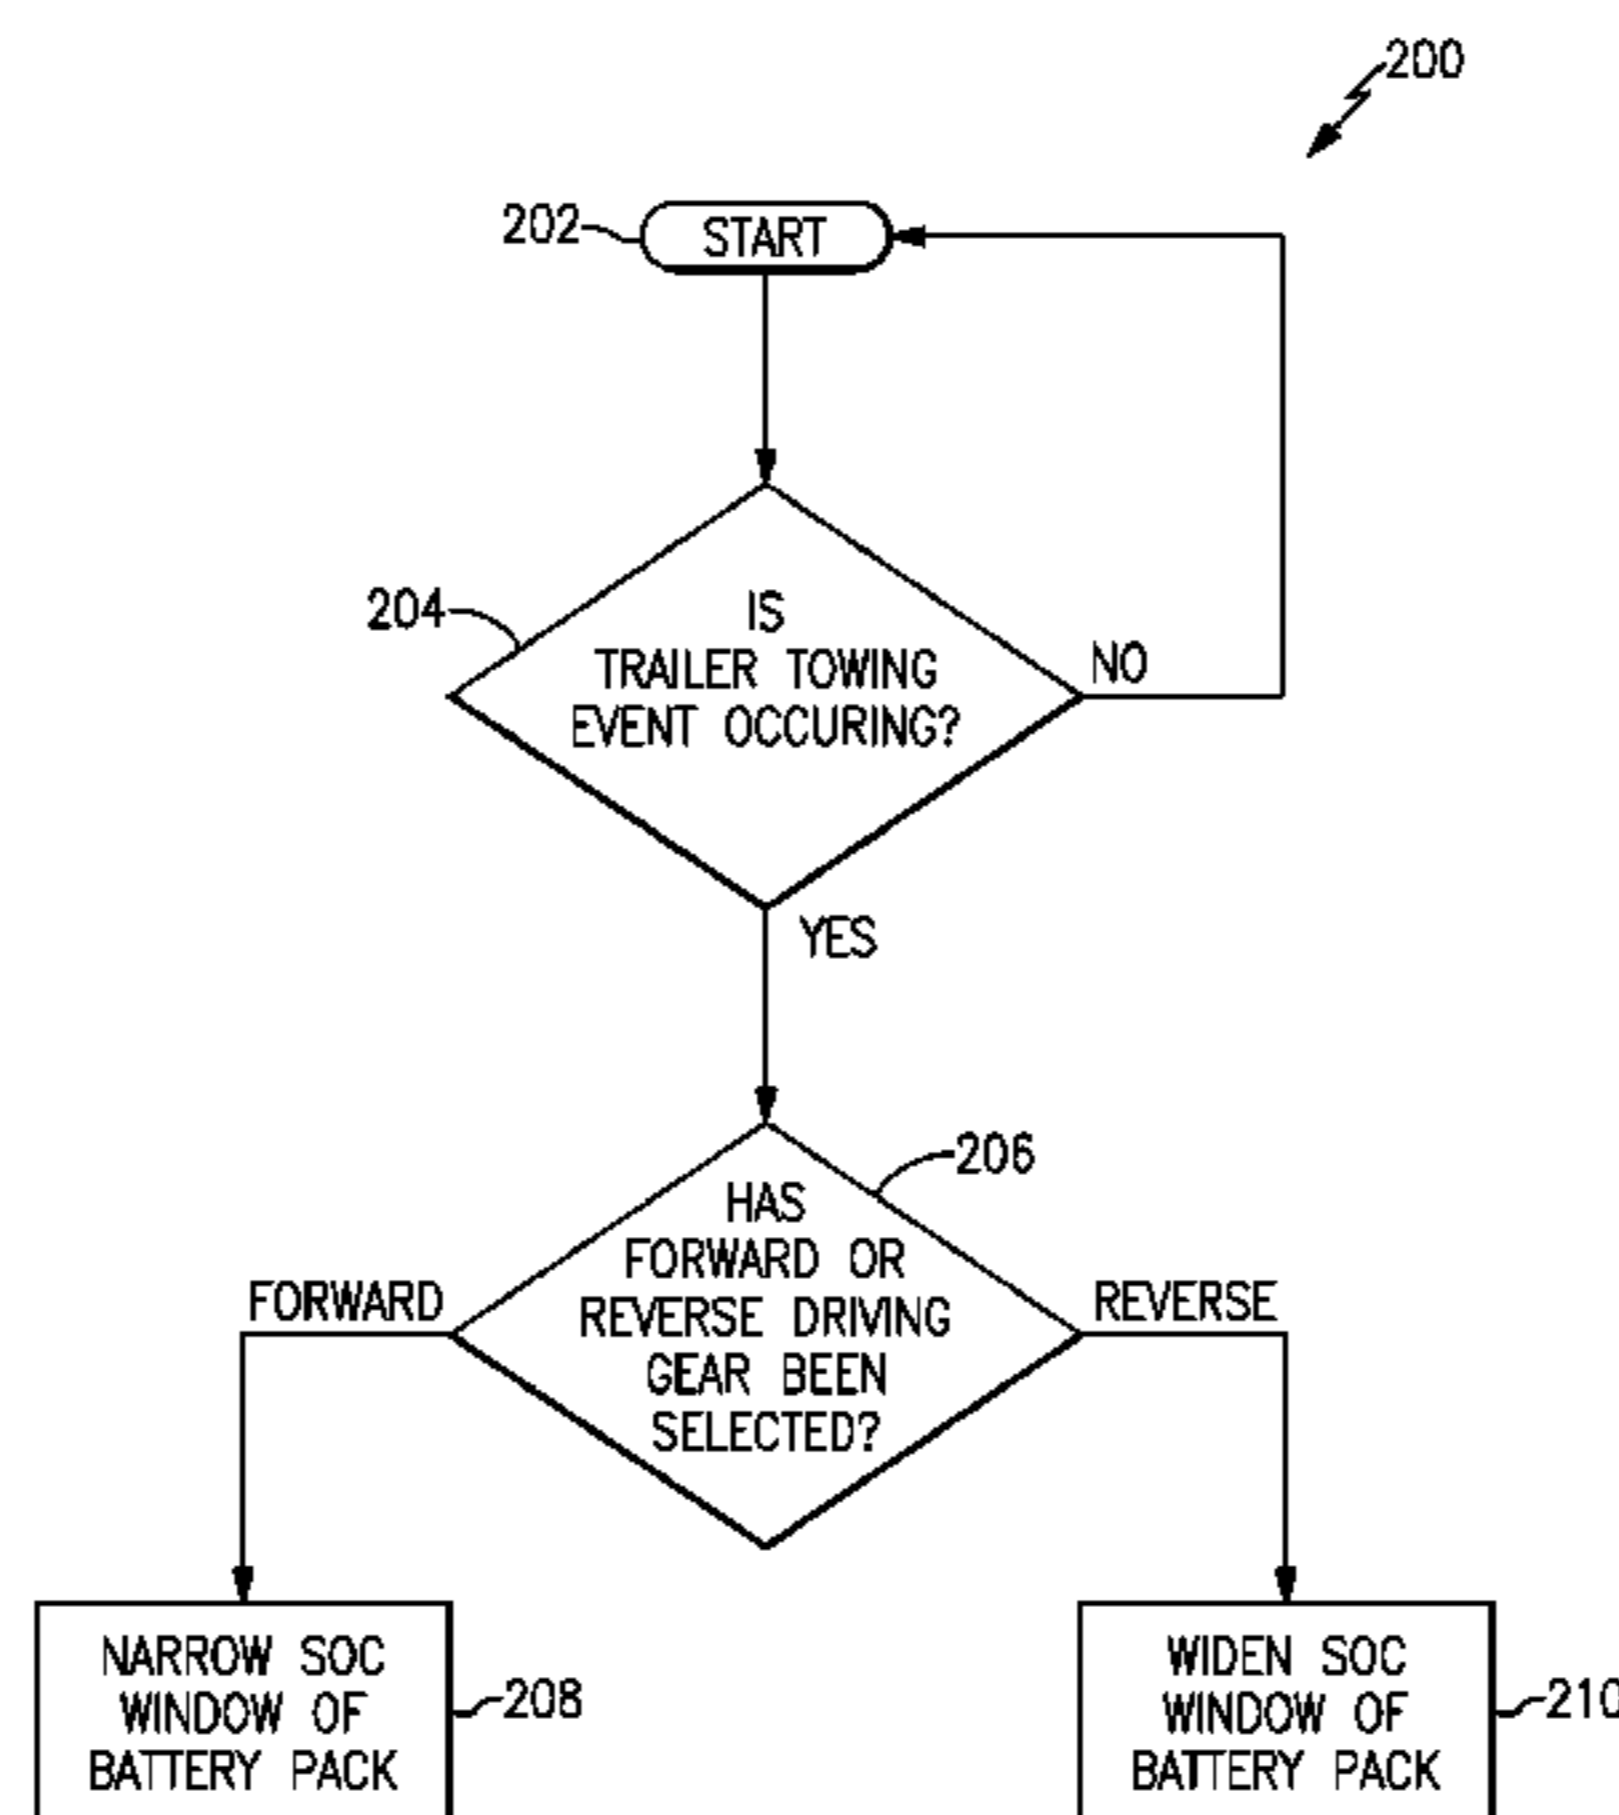 200
202
START
204
IS
TRAILER TOWING
EVENT OCCURING?
NO
YES
206
HAS
FORWARD OR
REVERSE DRIVING
GEAR BEEN
SELECTED?
FORWARD
REVERSE
NARROW SOC
WINDOW OF
BATTERY PACK
208
WIDEN SOC
WINDOW OF
BATTERY PACK
210